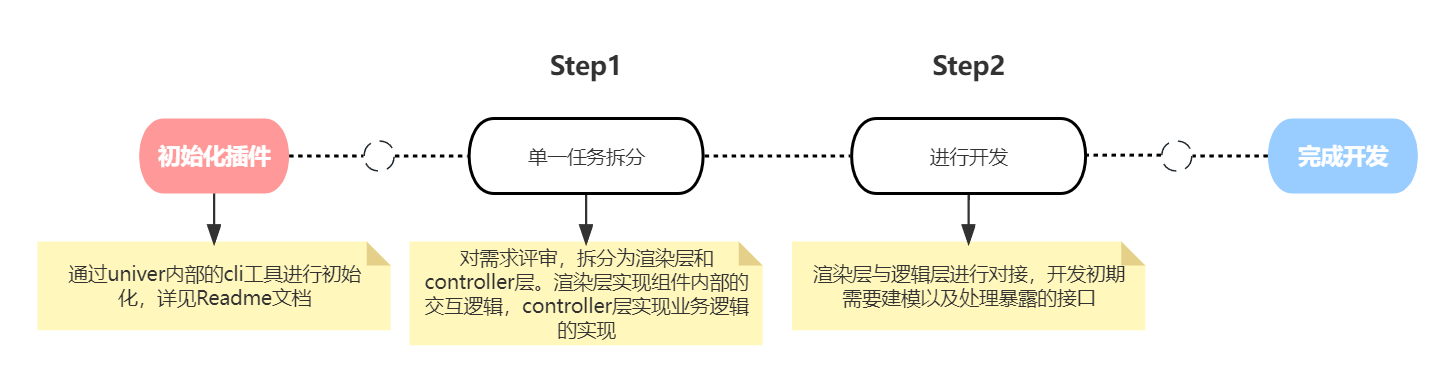 Step1
Step2
初始化插件
单一任务拆分
进行开发
完成开发
通过univer内部的cli工具进行初始
化，详见Readme文档
对需求评审，拆分为渲染层和
controller层。渲染层实现组件内部的
交互逻辑，controller层实现业务逻辑
的实现
渲染层与逻辑层进行对接，开发初期
需要建模以及处理暴露的接口